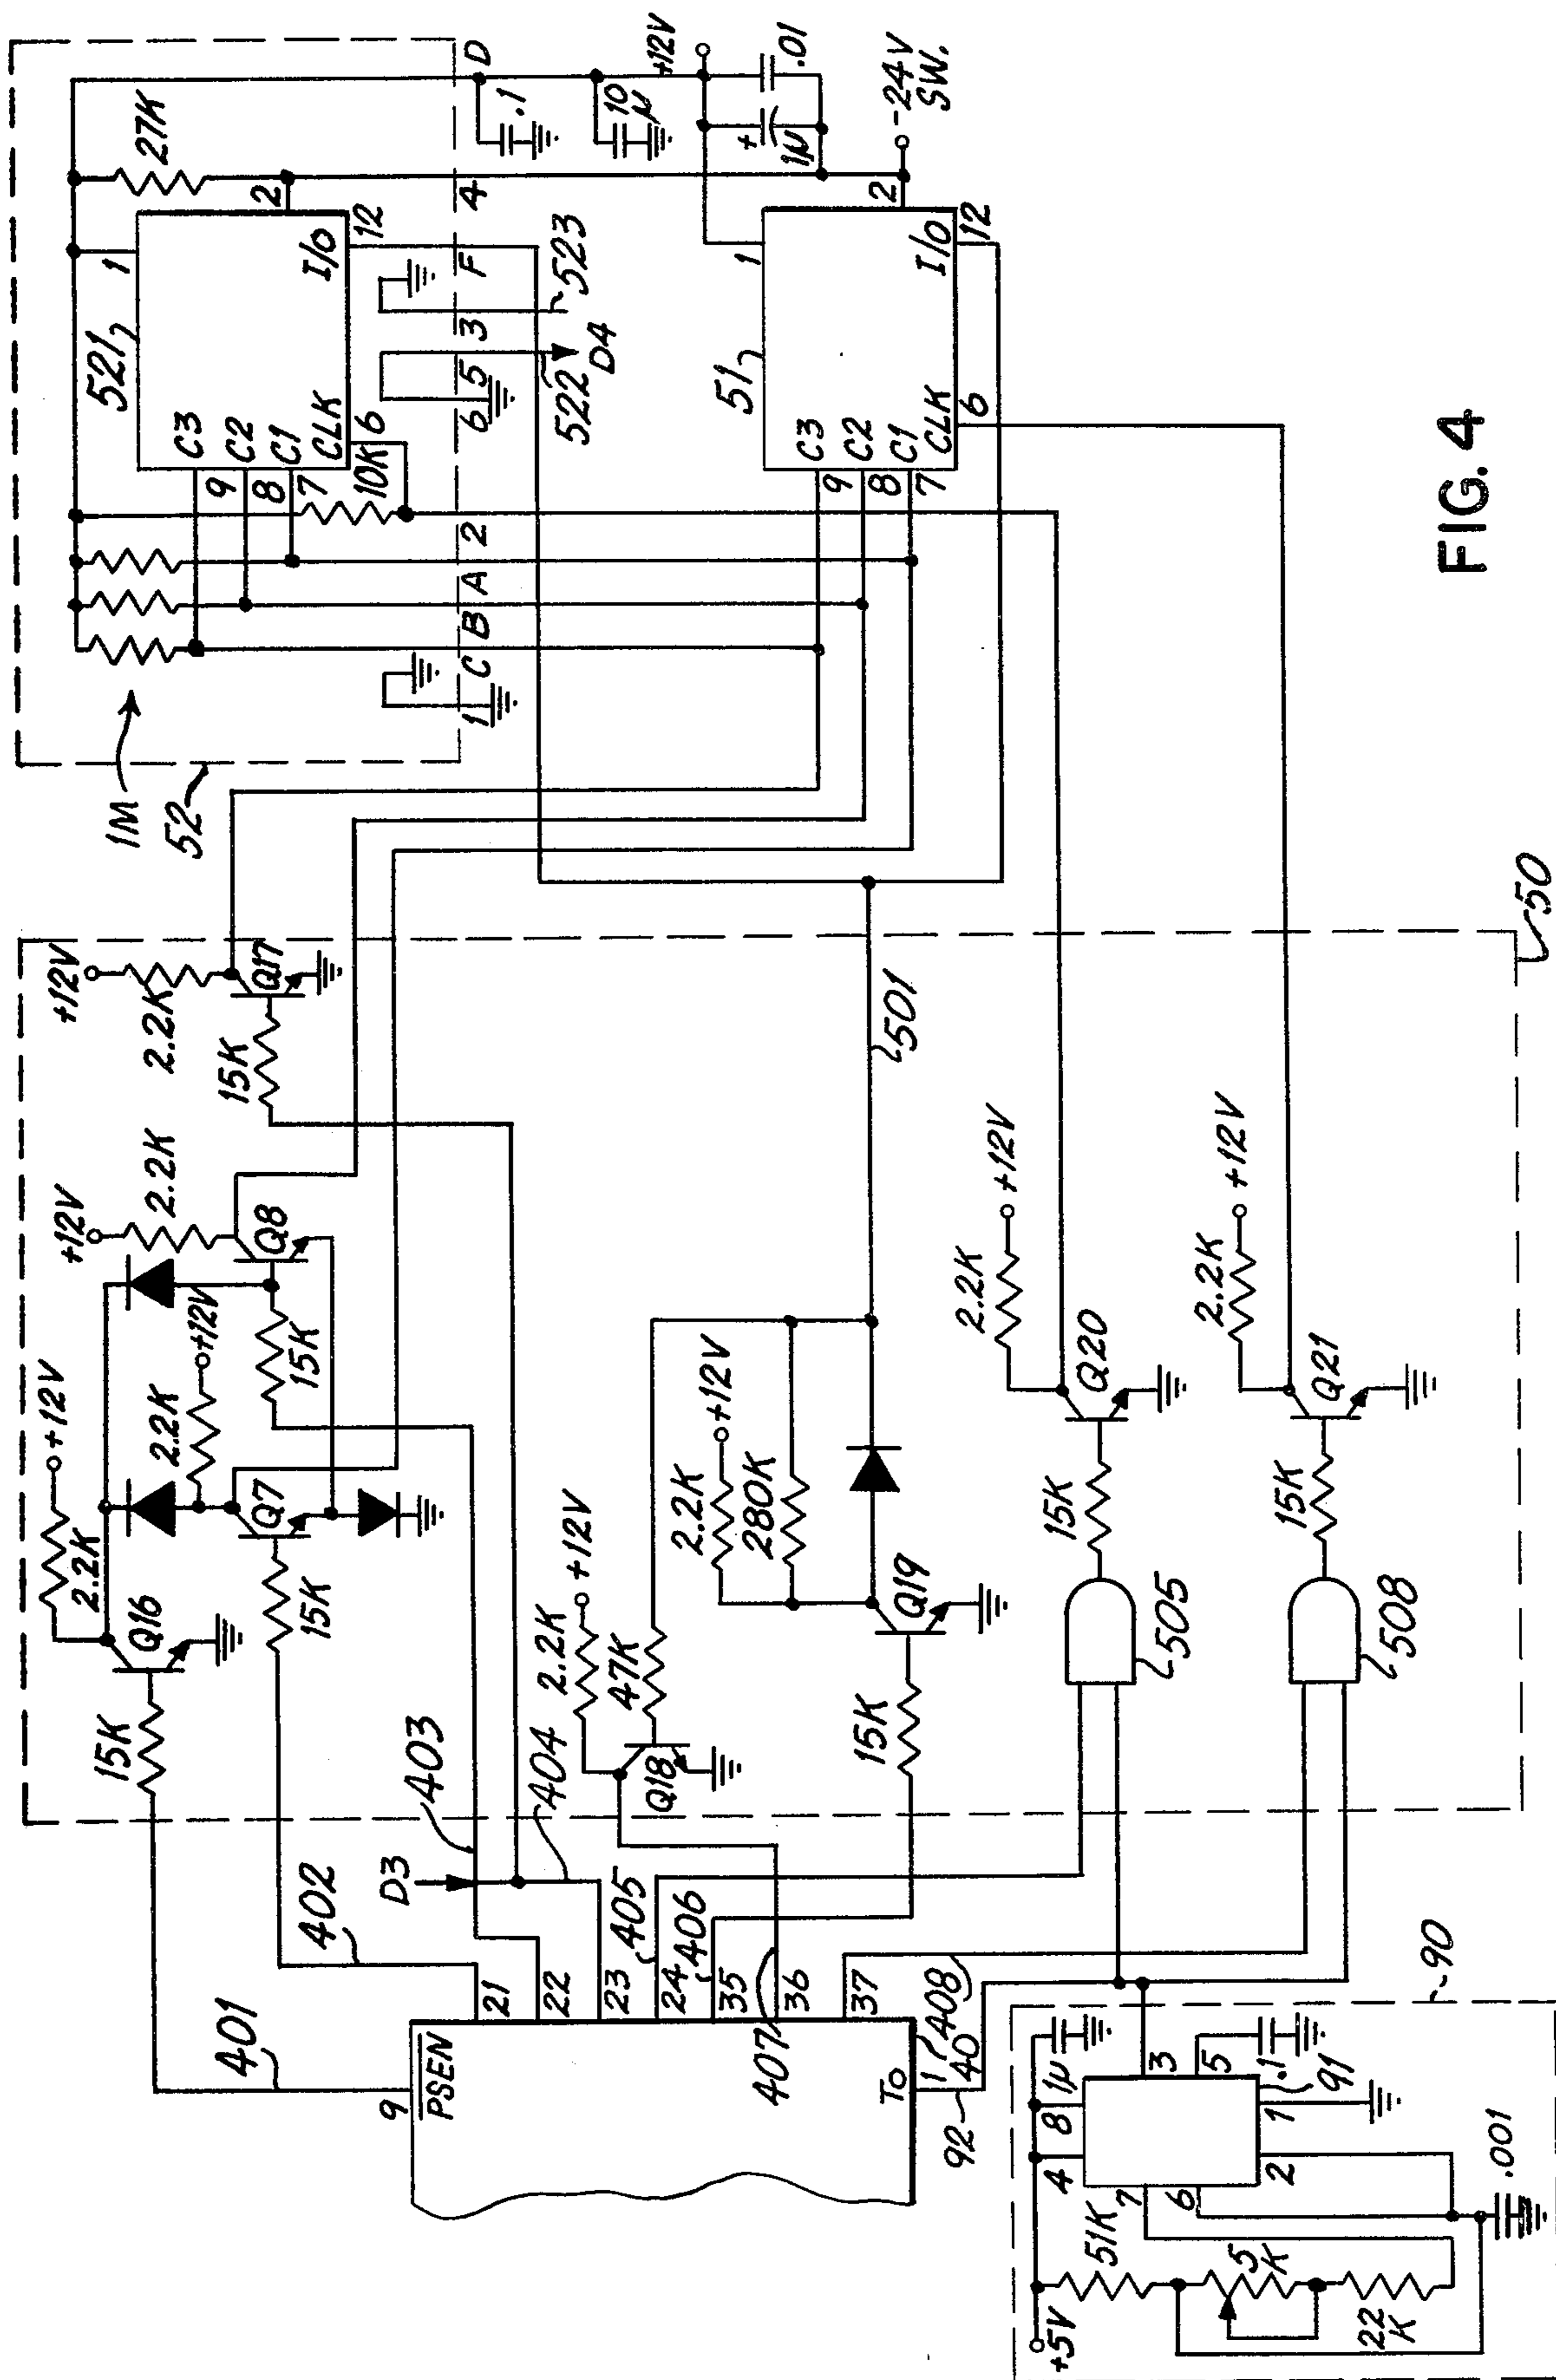 27K
D
.1
10
µ
+12V
.01
+
1µ
-24V
SW.
1
2
521
I/O
12
4
F
523
3
5
522
D4
6
C3
C2
C1
CLK
6
9
8
7
10K
2
A
B
C
1
1M
52
1
2
51
I/O
12
C3
C2
C1
CLK
6
9
8
7
FIG. 4
50
+12V
2.2K
Q17
15K
501
+12V
2.2K
Q8
+12V
15K
+12V
2.2K
2.2K
Q7
Q16
15K
15K
+12V
2.2K
47K
Q18
+12V
2.2K
280K
Q19
15K
+12V
2.2K
Q20
15K
505
+12V
2.2K
Q21
15K
508
401
402
403
D3
404
405
406
407
408
9
PSEN
21
22
23
24
35
36
37
T0
1
40
92
90
+5V
51K
5
K
22
K
4
8
1µ
3
5
.1
91
1
2
7
6
.001